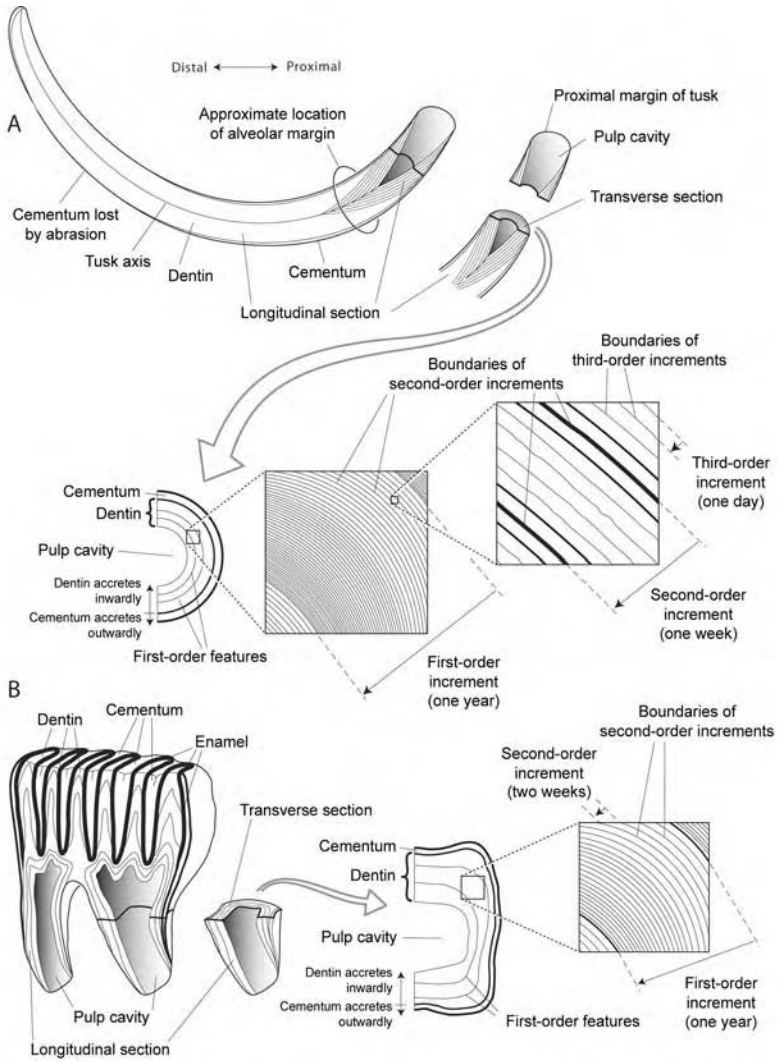 Distal
Proximal
A
Approximate location
of alveolar margin
Proximal margin of tusk
Pulp cavity
Transverse section
Cementum lost
by abrasion
Tusk axis
Dentin
Cementum
Longitudinal section
Boundaries of
second-order increments
Boundaries of
third-order increments
Third-order
increment
(one day)
Second-order
increment
(one week)
First-order
increment
(one year)
Cementum
Dentin
Pulp cavity
Dentin accretes
inwardly
Cementum accretes
outwardly
First-order features
B
Dentin
Cementum
Enamel
Transverse section
Pulp cavity
Longitudinal section
Cementum
Dentin
Pulp cavity
Dentin accretes
inwardly
Cementum accretes
outwardly
First-order features
Second-order
increment
(two weeks)
Boundaries of
second-order increments
First-order
increment
(one year)